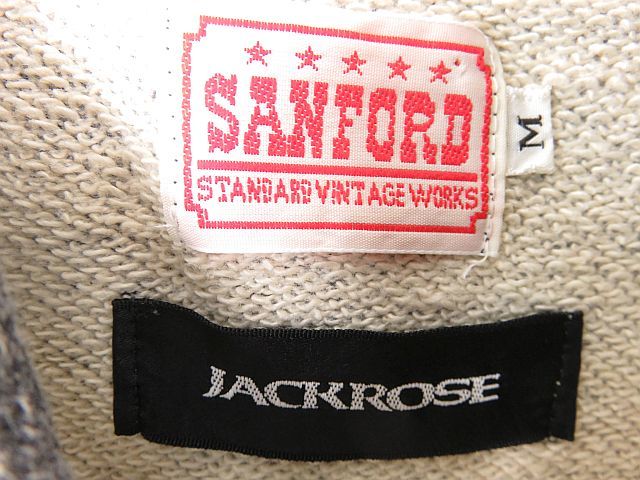 SANFORD
STANDARD VINTAGE WORKS
M
JACKROSE